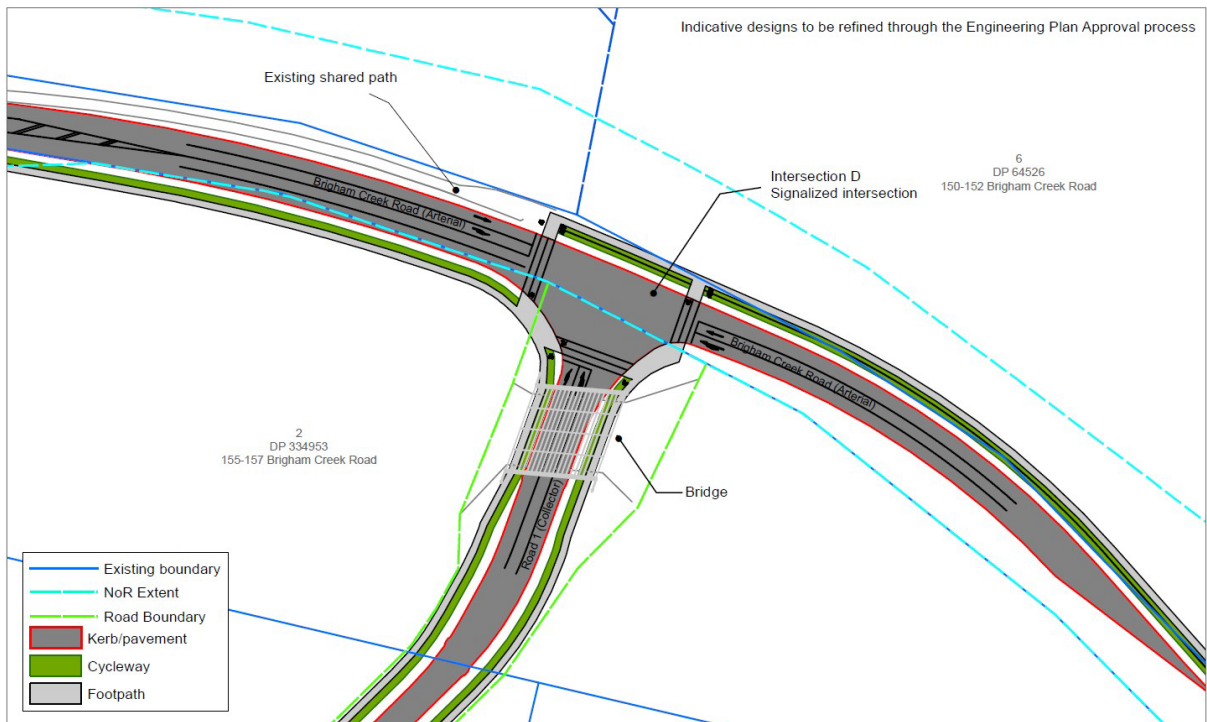 Indicative designs to be refined through the Engineering Plan Approval process
Existing shared path
6
DP 64526
150-152 Brigham Creek Road
Intersection D
Signalized intersection
Brigham Creek Road (Arterial)
Brigham Creek Road (Arterial)
2
DP 334953
155-157 Brigham Creek Road
Bridge
Road 1 (Collector)
Existing boundary
NoR Extent
Road Boundary
Kerb/pavement
Cycleway
Footpath